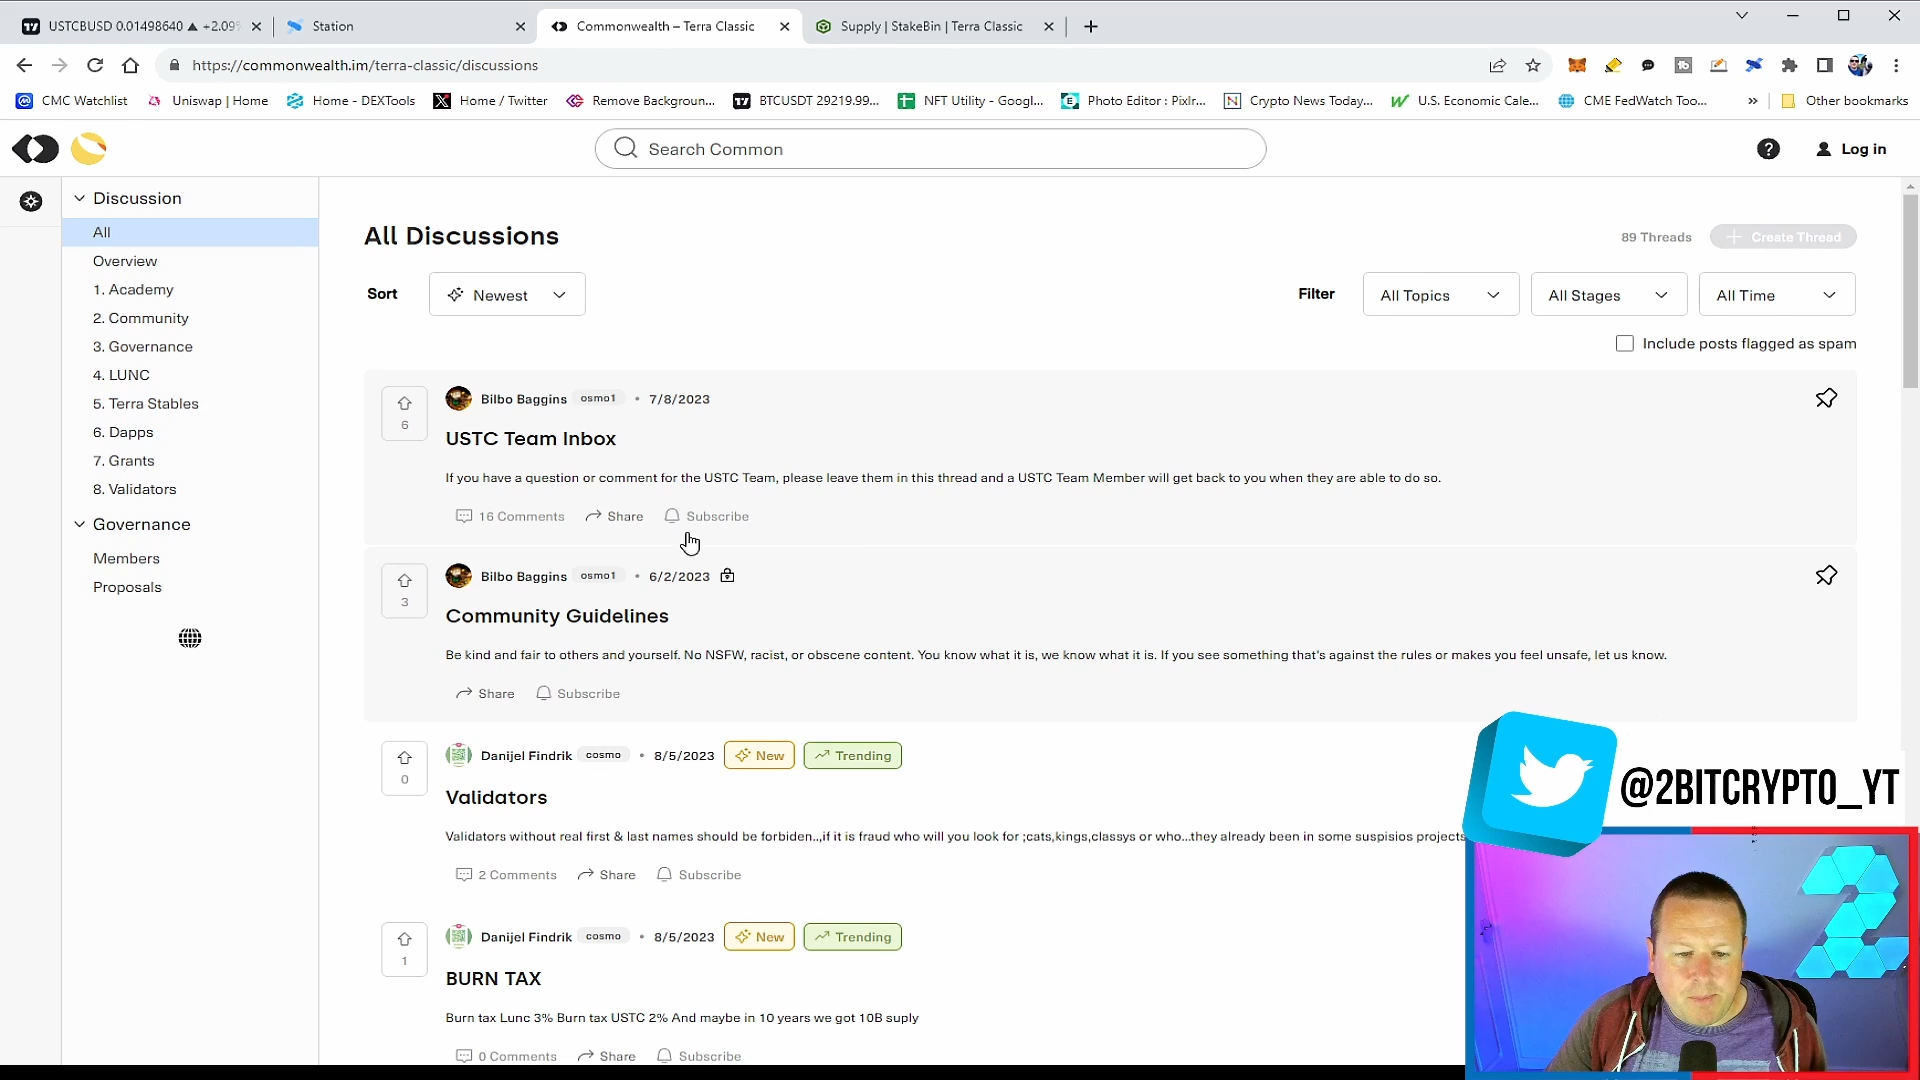 USTCBUSD 0.01498640 ▲ +2.09%
Station
Commonwealth – Terra Classic
Supply | StakeBin | Terra Classic
https://commonwealth.im/terra-classic/discussions
CMC Watchlist
Uniswap | Home
Home - DEXTools
Home / Twitter
Remove Backgroun...
BTCUSDT 29219.99...
NFT Utility - Googl...
Photo Editor : Pixlr...
Crypto News Today...
U.S. Economic Cale...
CME FedWatch Too...
»
Other bookmarks
Search Common
Log in
Discussion
All
Overview
1. Academy
2. Community
3. Governance
4. LUNC
5. Terra Stables
6. Dapps
7. Grants
8. Validators
Governance
Members
Proposals
All Discussions
89 Threads
Create Thread
Sort
Newest
Filter
All Topics
All Stages
All Time
Include posts flagged as spam
6
Bilbo Baggins osmo1 • 7/8/2023
USTC Team Inbox
If you have a question or comment for the USTC Team, please leave them in this thread and a USTC Team Member will get back to you when they are able to do so.
16 Comments Share Subscribe
3
Bilbo Baggins osmo1 • 6/2/2023
Community Guidelines
Be kind and fair to others and yourself. No NSFW, racist, or obscene content. You know what it is, we know what it is. If you see something that's against the rules or makes you feel unsafe, let us know.
Share Subscribe
0
Danijel Findrik cosmo • 8/5/2023 New Trending
Validators
Validators without real first & last names should be forbiden..,if it is fraud who will you look for ;cats,kings,classys or who...they already been in some suspisios projects
2 Comments Share Subscribe
1
Danijel Findrik cosmo • 8/5/2023 New Trending
BURN TAX
Burn tax Lunc 3% Burn tax USTC 2% And maybe in 10 years we got 10B suply
0 Comments Share Subscribe
@2BITCRYPTO_YT